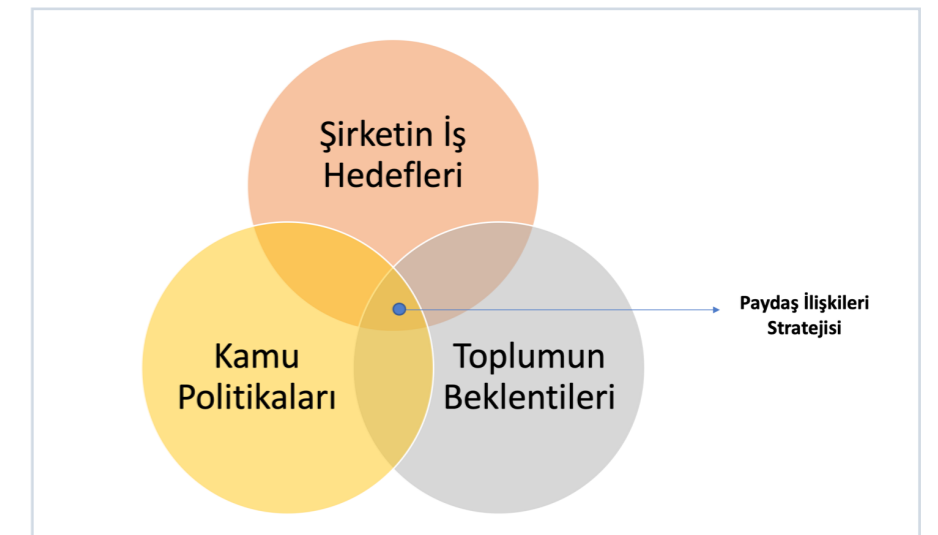 Şirketin İş
Hedefleri
Paydaş İlişkileri
Stratejisi
Kamu
Politikaları
Toplumun
Beklentileri